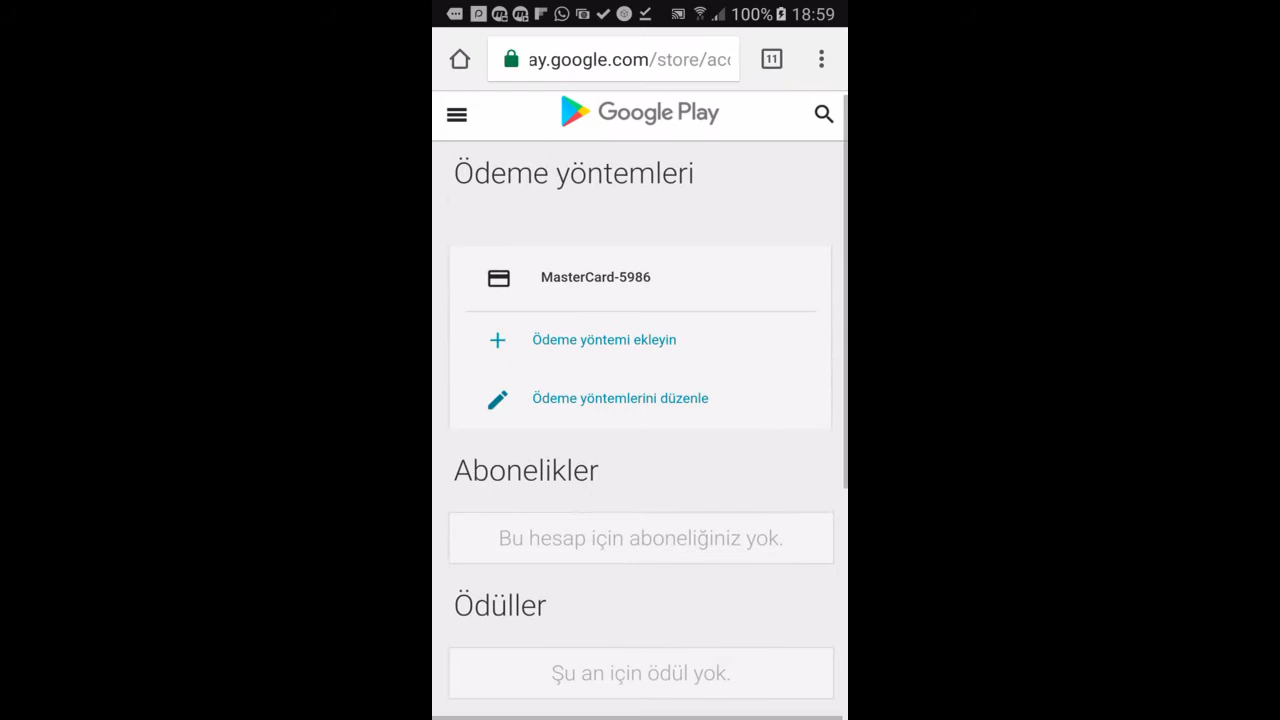 100% 18:59
ay.google.com/store/acc
11
Google Play
Ödeme yöntemleri
MasterCard-5986
Ödeme yöntemi ekleyin
Ödeme yöntemlerini düzenle
Abonelikler
Bu hesap için aboneliğiniz yok.
Ödüller
Şu an için ödül yok.